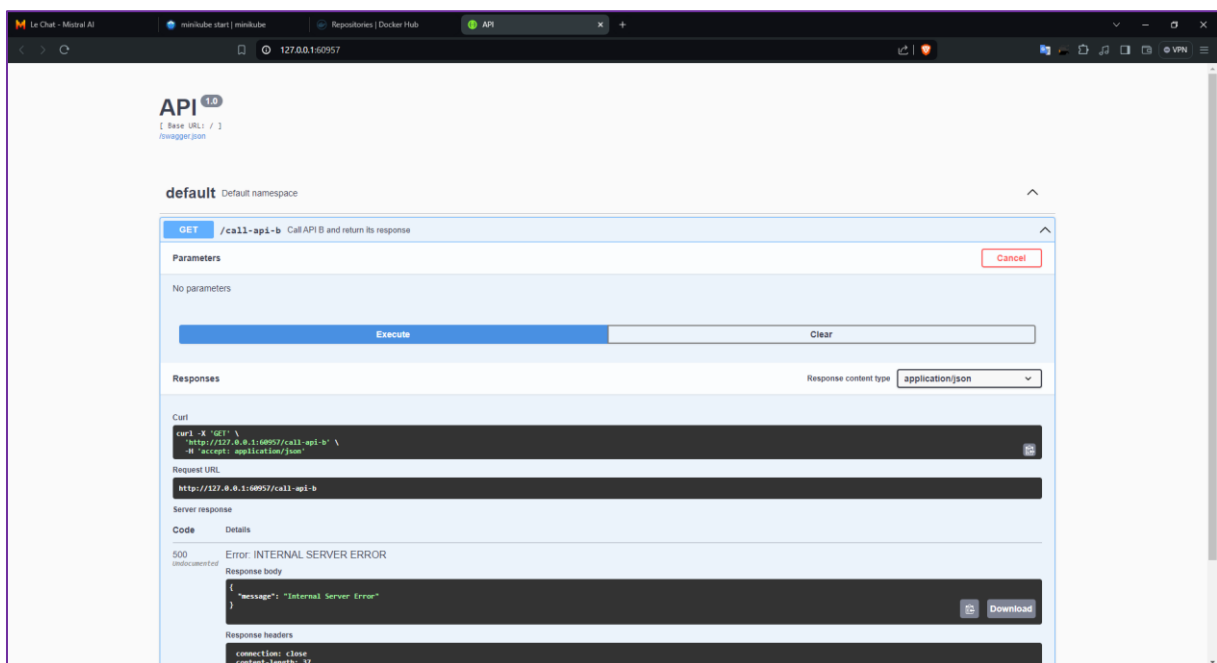 Le Chat - Mistral AI
minikube start | minikube
Repositories | Docker Hub
API
127.0.0.1:60957
VPN
API 1.0
[ Base URL: / ]
/swagger.json
default Default namespace
GET /call-api-b Call API B and return its response
Parameters
Cancel
No parameters
Execute
Clear
Responses
Response content type
application/json
Curl
curl -X 'GET' \
'http://127.0.0.1:60957/call-api-b' \
-H 'accept: application/json'
Request URL
http://127.0.0.1:60957/call-api-b
Server response
Code Details
500 Error: INTERNAL SERVER ERROR
Undocumented
Response body
{
"message": "Internal Server Error"
}
Download
Response headers
connection: close
content-length: 37